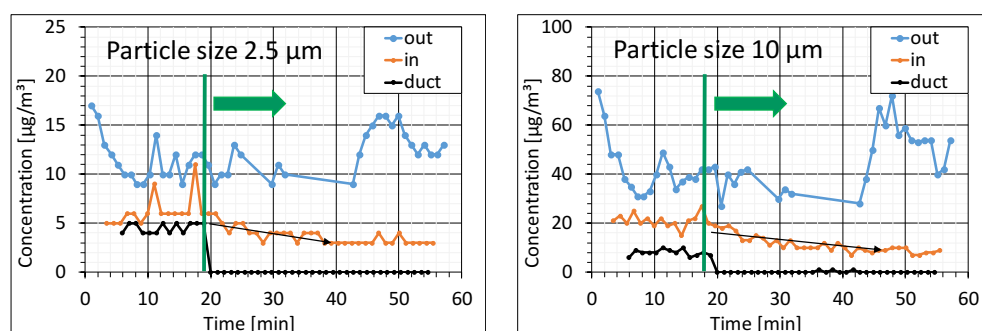 Particle size 2.5 µm
out
in
duct
Concentration [µg/m³]
25
20
15
10
5
0
0 10 20 30 40 50 60
Time [min]
Particle size 10 µm
out
in
duct
Concentration [µg/m³]
100
80
60
40
20
0
0 10 20 30 40 50 60
Time [min]